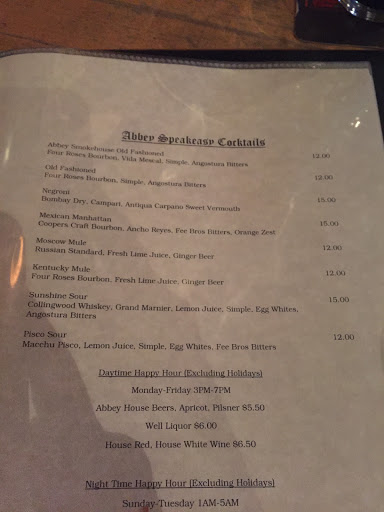 Abbey Speakeasy Cocktails
Abbey Smokehouse Old Fashioned
Four Roses Bourbon, Vida Mescal, Simple, Angostura Bitters 12.00
Old Fashioned
Four Roses Bourbon, Simple, Angostura Bitters 12.00
Negroni
Bombay Dry, Campari, Antiqua Carpano Sweet Vermouth 15.00
Mexican Manhattan
Coopers Craft Bourbon, Ancho Reyes, Fee Bros Bitters, Orange Zest 15.00
Moscow Mule
Russian Standard, Fresh Lime Juice, Ginger Beer 12.00
Kentucky Mule
Four Roses Bourbon, Fresh Lime Juice, Ginger Beer 12.00
Sunshine Sour
Collingwood Whiskey, Grand Marnier, Lemon Juice, Simple, Egg Whites, 15.00
Angostura Bitters
Pisco Sour
Macchu Pisco, Lemon Juice, Simple, Egg Whites, Fee Bros Bitters 12.00
Daytime Happy Hour (Excluding Holidays)
Monday-Friday 3PM-7PM
Abbey House Beers, Apricot, Pilsner $5.50
Well Liquor $6.00
House Red, House White Wine $6.50
Night Time Happy Hour (Excluding Holidays)
Sunday-Tuesday 1AM-5AM